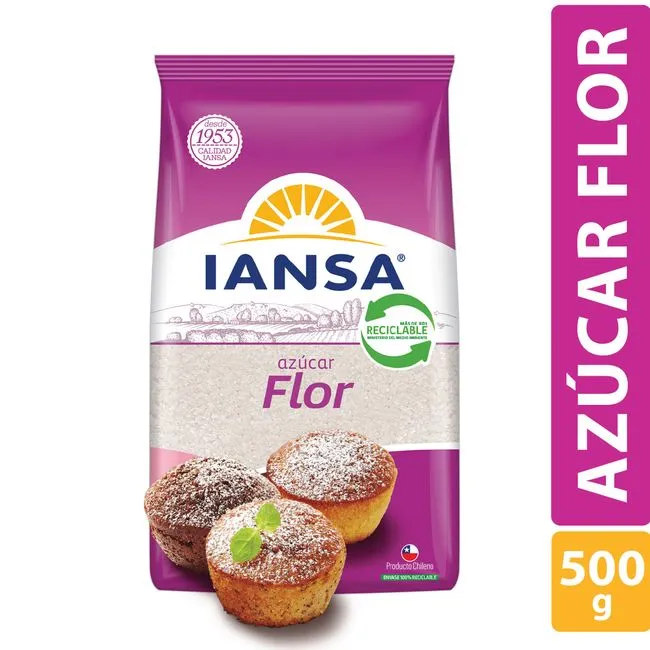 desde
1953
CALIDAD
IANSA
IANSA®
MÁS DE 80%
RECICLABLE
MINISTERIO DEL MEDIO AMBIENTE
azúcar
Flor
Producto Chileno
ENVASE 100% RECICLABLE
AZÚCAR FLOR
500
g